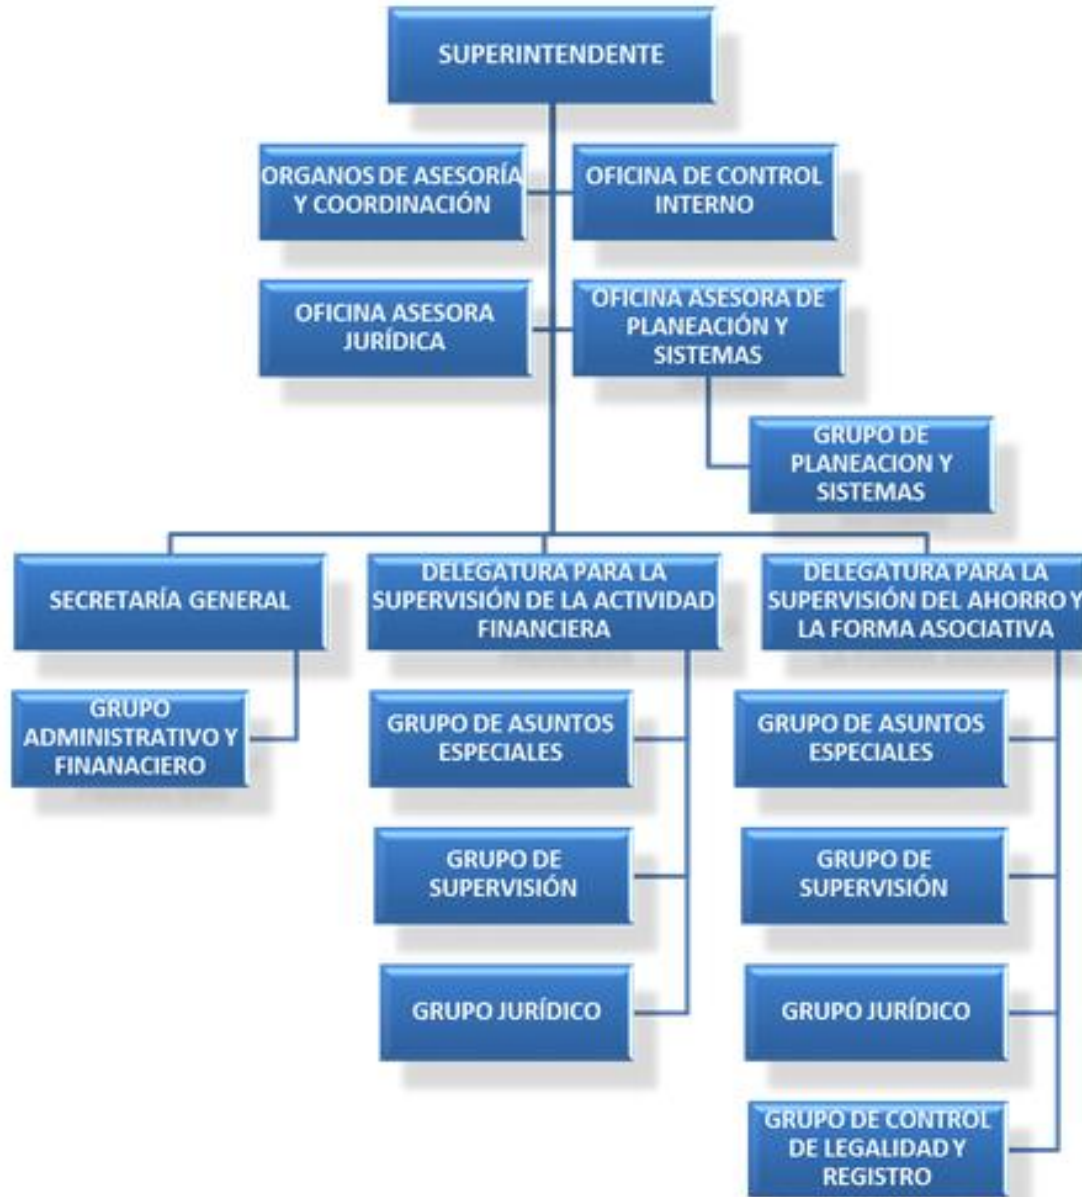 SUPERINTENDENTE
ORGANOS DE ASESORÍA
Y COORDINACIÓN
OFICINA DE CONTROL
INTERNO
OFICINA ASESORA
JURÍDICA
OFICINA ASESORA DE
PLANEACIÓN Y
SISTEMAS
GRUPO DE
PLANEACION Y
SISTEMAS
SECRETARÍA GENERAL
DELEGATURA PARA LA
SUPERVISIÓN DE LA ACTIVIDAD
FINANCIERA
DELEGATURA PARA LA
SUPERVISIÓN DEL AHORRO Y
LA FORMA ASOCIATIVA
GRUPO
ADMINISTRATIVO Y
FINANACIERO
GRUPO DE ASUNTOS
ESPECIALES
GRUPO DE
SUPERVISIÓN
GRUPO JURÍDICO
GRUPO DE ASUNTOS
ESPECIALES
GRUPO DE
SUPERVISIÓN
GRUPO JURÍDICO
GRUPO DE CONTROL
DE LEGALIDAD Y
REGISTRO